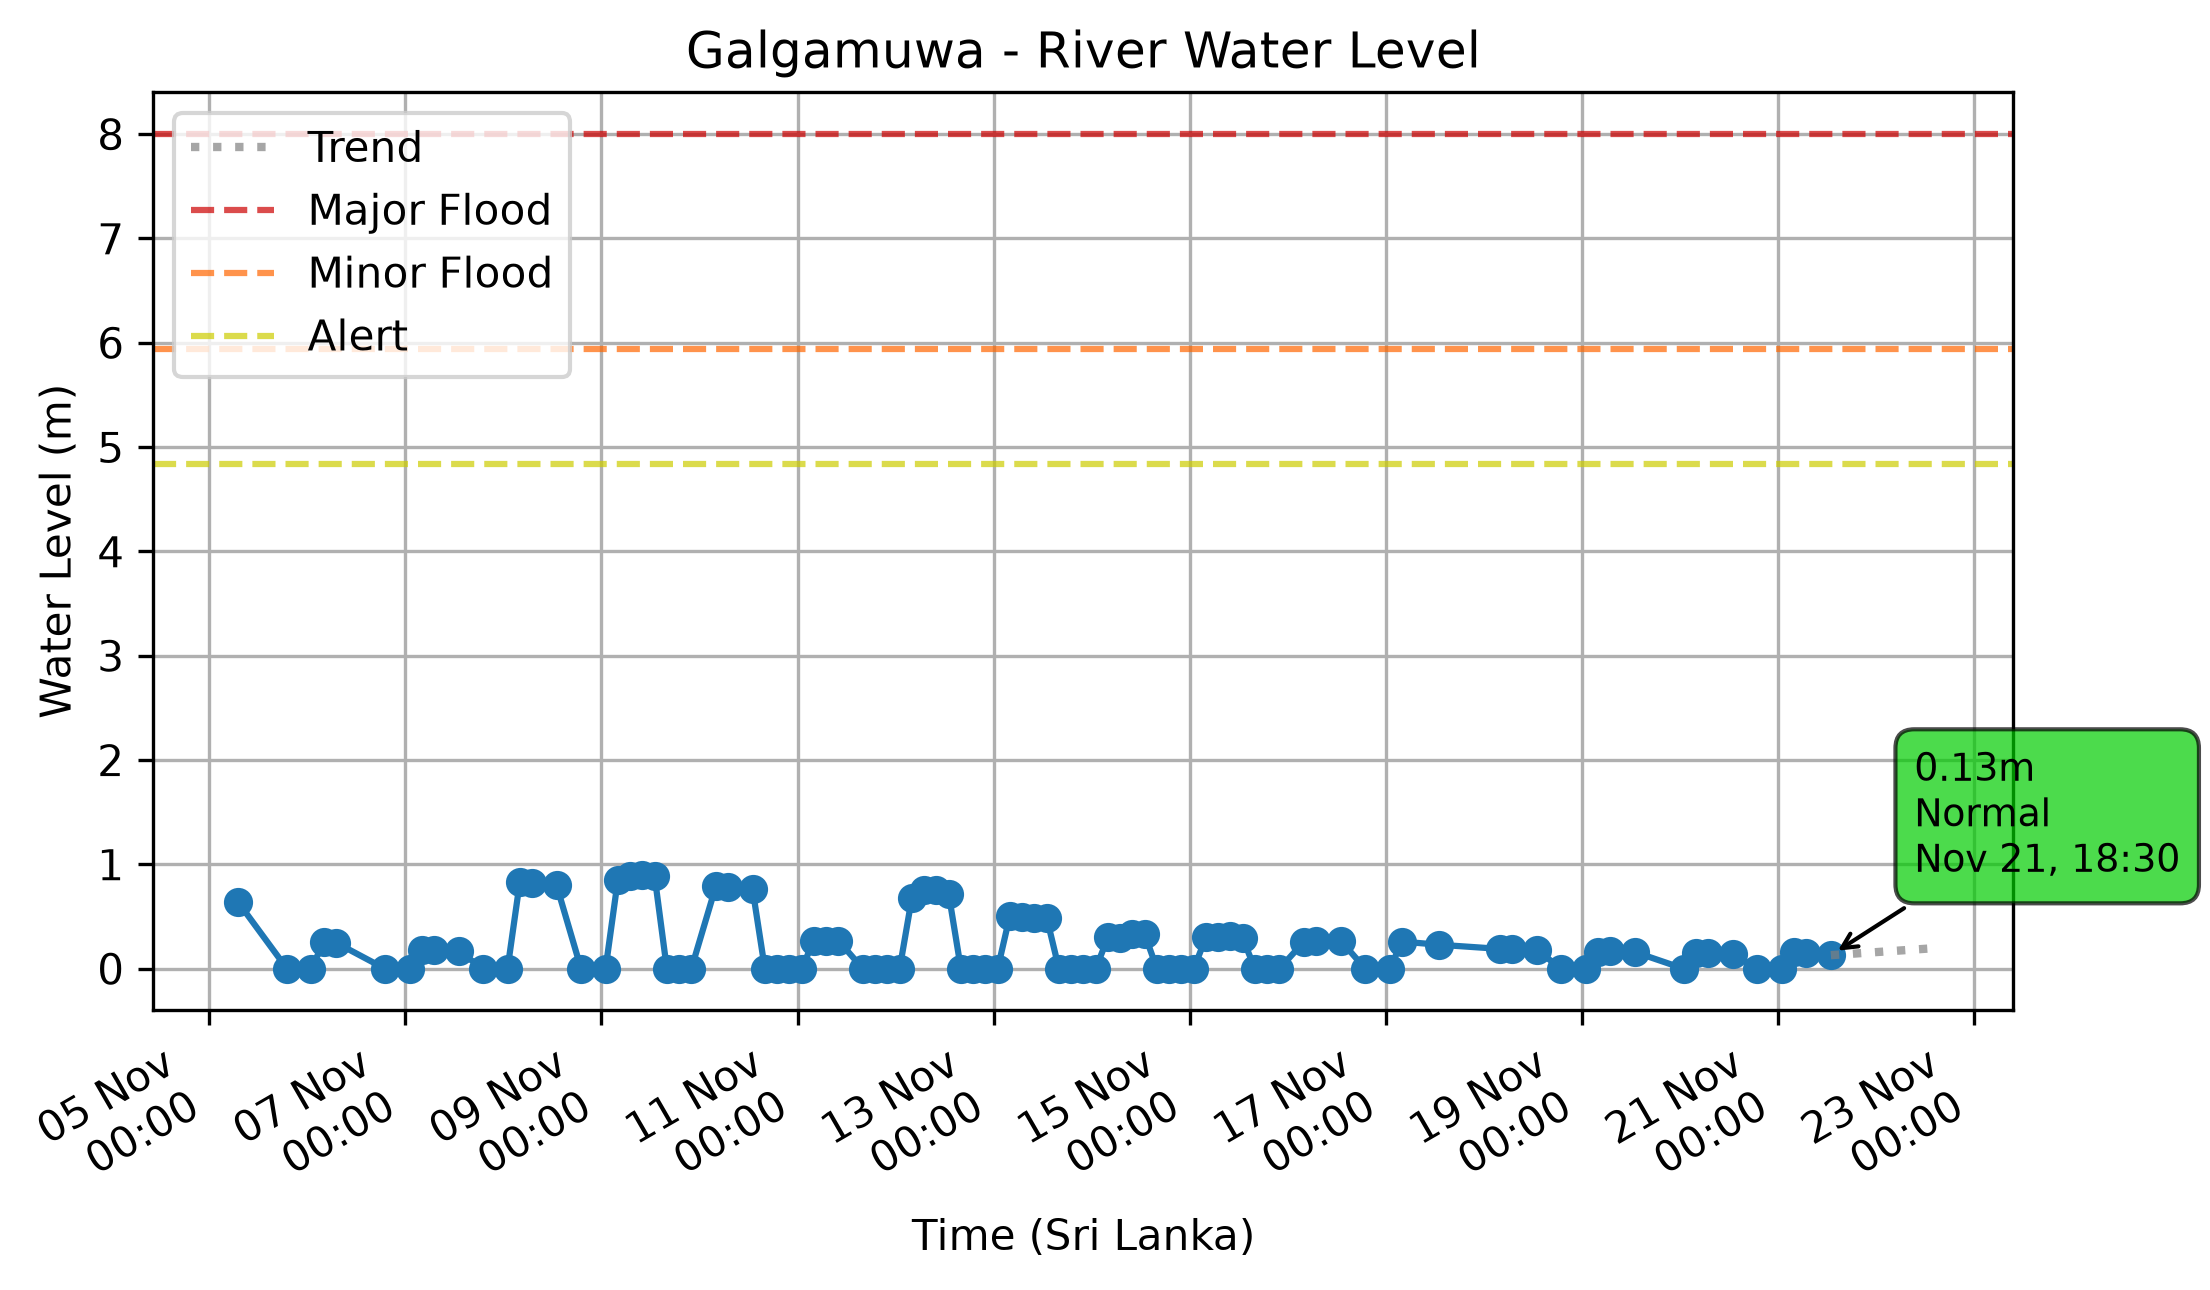 Galgamuwa - River Water Level
Trend
Major Flood
Minor Flood
Alert
Water Level (m)
8
7
6
5
4
3
2
1
0
0.13m
Normal
Nov 21, 18:30
05 Nov
00:00
07 Nov
00:00
09 Nov
00:00
11 Nov
00:00
13 Nov
00:00
15 Nov
00:00
17 Nov
00:00
19 Nov
00:00
21 Nov
00:00
23 Nov
00:00
Time (Sri Lanka)